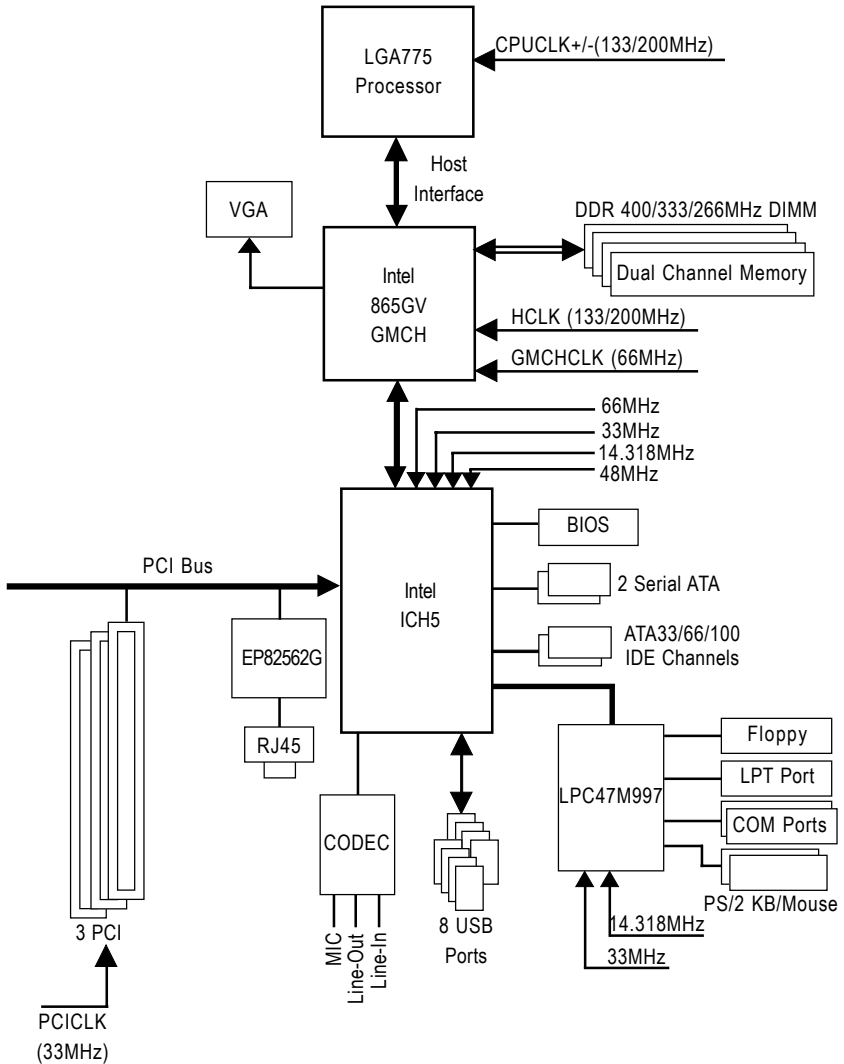 LGA775
Processor
CPUCLK+/-(133/200MHz)
Host
Interface
VGA
DDR 400/333/266MHz DIMM
Dual Channel Memory
Intel
865GV
GMCH
HCLK (133/200MHz)
GMCHCLK (66MHz)
66MHz
33MHz
14.318MHz
48MHz
BIOS
PCI Bus
Intel
ICH5
2 Serial ATA
ATA33/66/100
IDE Channels
EP82562G
RJ45
Floppy
LPT Port
LPC47M997
COM Ports
CODEC
PS/2 KB/Mouse
MIC
Line-Out
Line-In
8 USB
Ports
14.318MHz
33MHz
3 PCI
PCICLK
(33MHz)